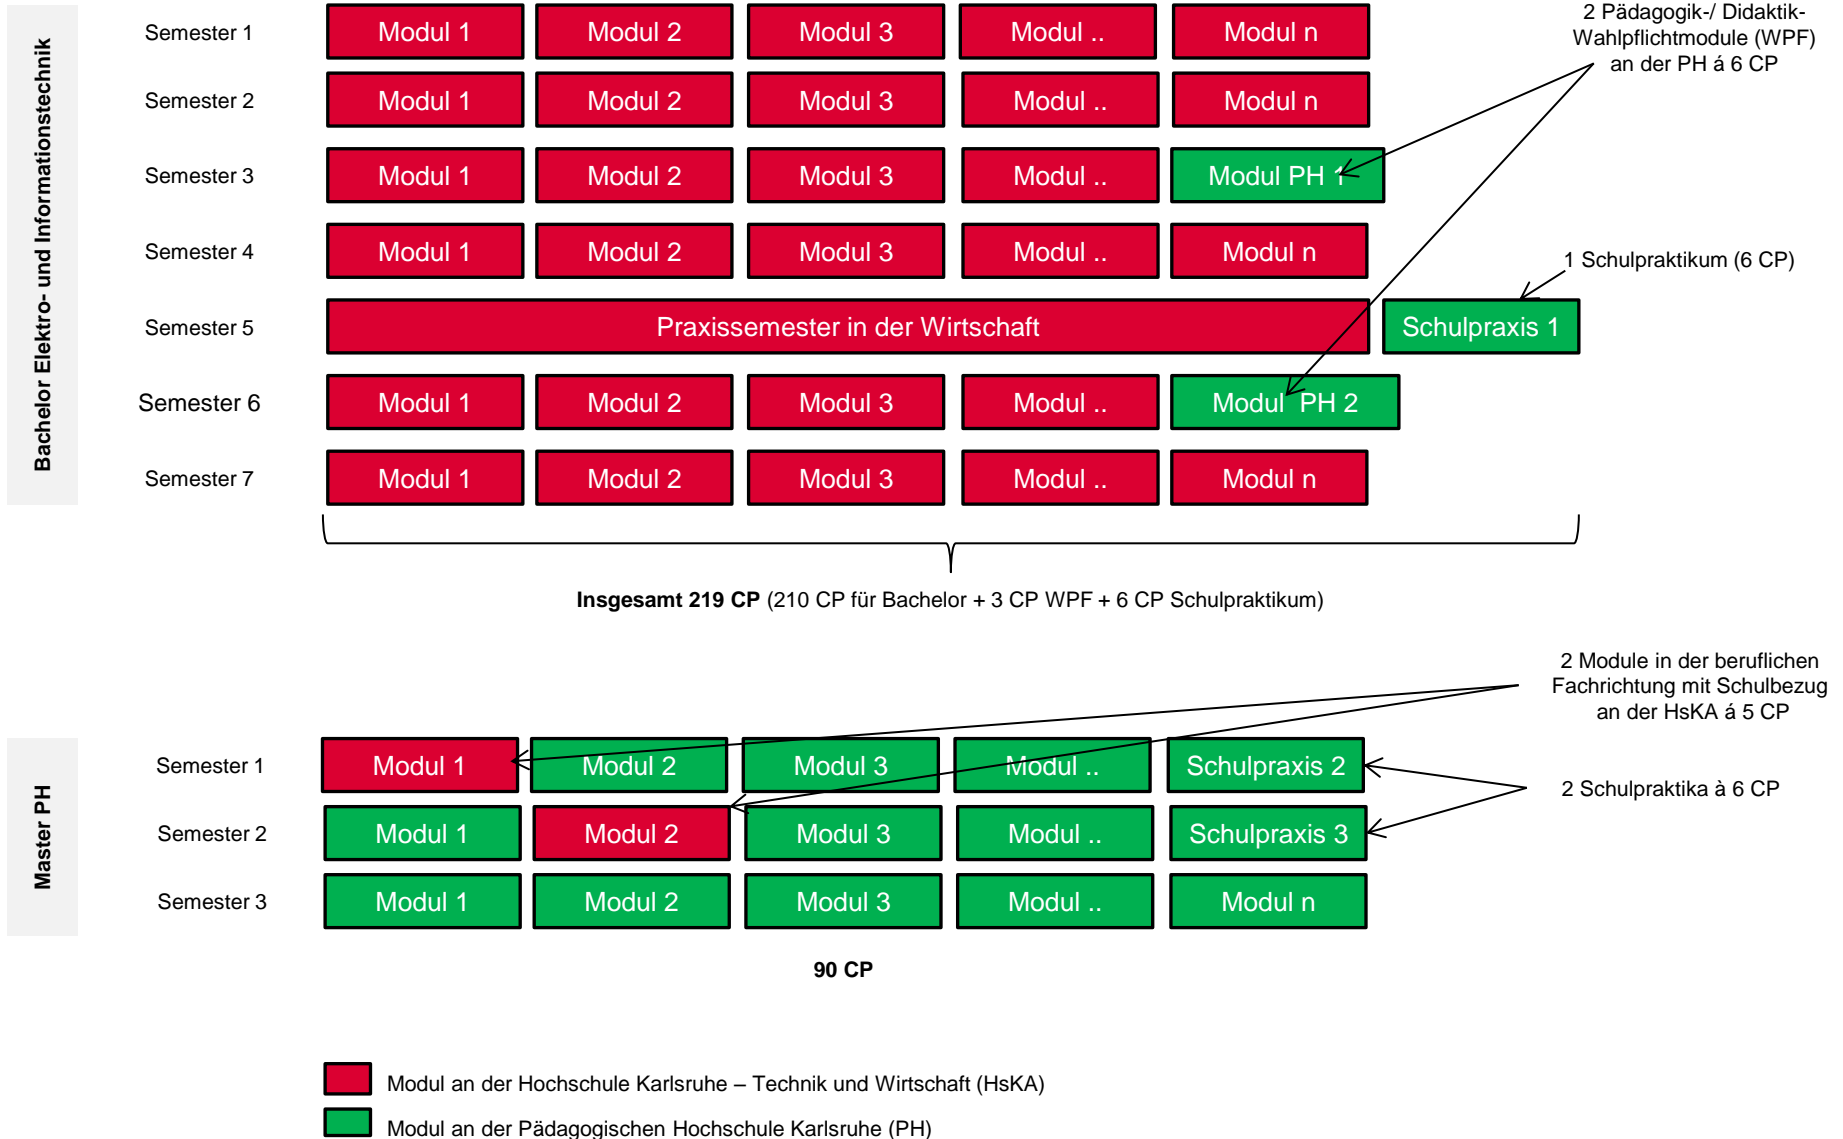 Bachelor Elektro- und Informationstechnik
2 Pädagogik-/ Didaktik-
Wahlpflichtmodule (WPF)
an der PH á 6 CP
Semester 1 Modul 1 Modul 2 Modul 3 Modul .. Modul n
Semester 2 Modul 1 Modul 2 Modul 3 Modul .. Modul n
Semester 3 Modul 1 Modul 2 Modul 3 Modul .. Modul PH 1
Semester 4 Modul 1 Modul 2 Modul 3 Modul .. Modul n
1 Schulpraktikum (6 CP)
Semester 5 Praxissemester in der Wirtschaft Schulpraxis 1
Semester 6 Modul 1 Modul 2 Modul 3 Modul .. Modul PH 2
Semester 7 Modul 1 Modul 2 Modul 3 Modul .. Modul n
Insgesamt 219 CP (210 CP für Bachelor + 3 CP WPF + 6 CP Schulpraktikum)
2 Module in der beruflichen
Fachrichtung mit Schulbezug
an der HsKA á 5 CP
Master PH
Semester 1 Modul 1 Modul 2 Modul 3 Modul .. Schulpraxis 2
2 Schulpraktika à 6 CP
Semester 2 Modul 1 Modul 2 Modul 3 Modul .. Schulpraxis 3
Semester 3 Modul 1 Modul 2 Modul 3 Modul .. Modul n
90 CP
Modul an der Hochschule Karlsruhe – Technik und Wirtschaft (HsKA)
Modul an der Pädagogischen Hochschule Karlsruhe (PH)